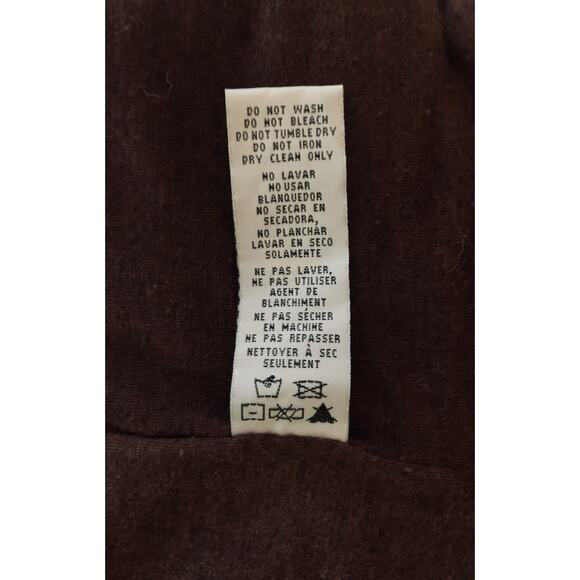 DO NOT WASH
DO NOT BLEACH
DO NOT TUMBLE DRY
DO NOT IRON
DRY CLEAN ONLY
NO LAVAR
NO USAR
BLANQUEDOR
NO SECAR EN
SECADORA,
NO PLANCHAR
LAVAR EN SECO
SOLAMENTE
NE PAS LAVER,
NE PAS UTILISER
AGENT DE
BLANCHIMENT
NE PAS SÉCHER
EN MACHINE
NE PAS REPASSER
NETTOYER À SEC
SEULEMENT